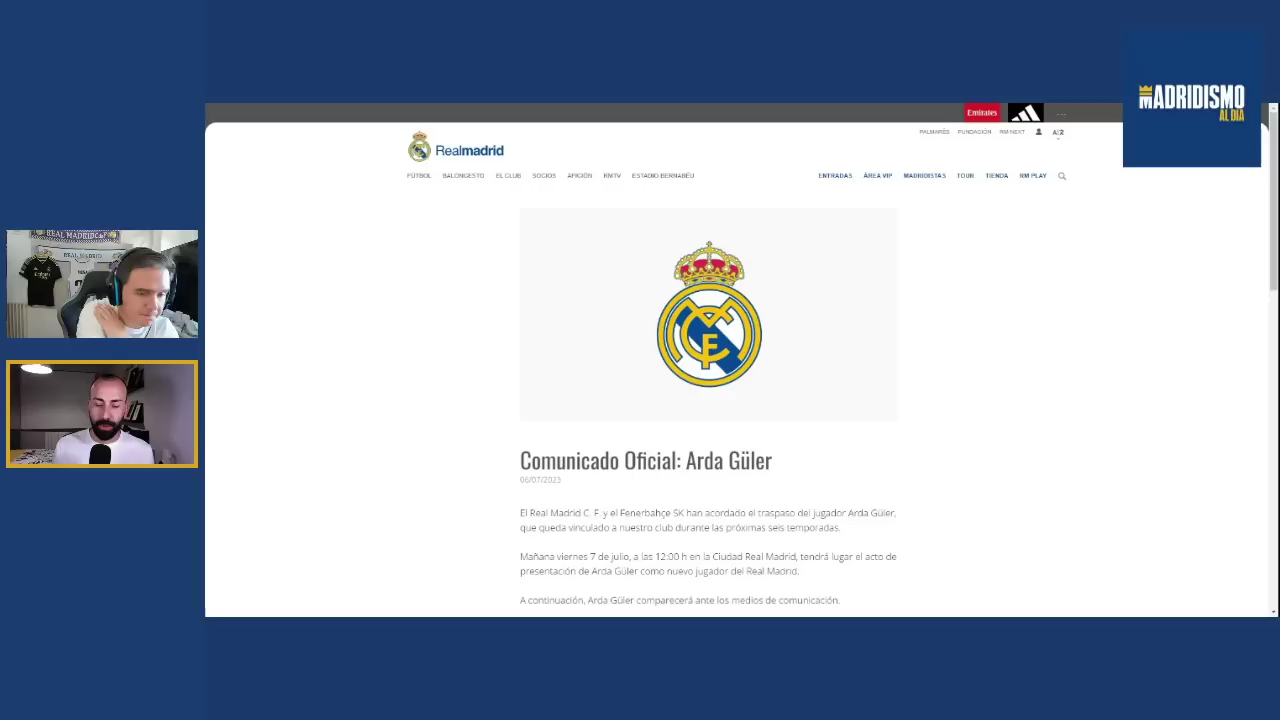 MADRIDISMO
AL DIA
Emirates
PALMARÉS FUNDACIÓN RM NEXT
Realmadrid
FÚTBOL BALONCESTO EL CLUB SOCIOS AFICIÓN RMTV ESTADIO BERNABÉU
ENTRADAS ÁREA VIP MADRIDISTAS TOUR TIENDA RM PLAY
REAL MADRID C.F.
REAL MADRID
Comunicado Oficial: Arda Güler
06/07/2023
El Real Madrid C. F. y el Fenerbahçe SK han acordado el traspaso del jugador Arda Güler,
que queda vinculado a nuestro club durante las próximas seis temporadas.
Mañana viernes 7 de julio, a las 12:00 h en la Ciudad Real Madrid, tendrá lugar el acto de
presentación de Arda Güler como nuevo jugador del Real Madrid.
A continuación, Arda Güler comparecerá ante los medios de comunicación.